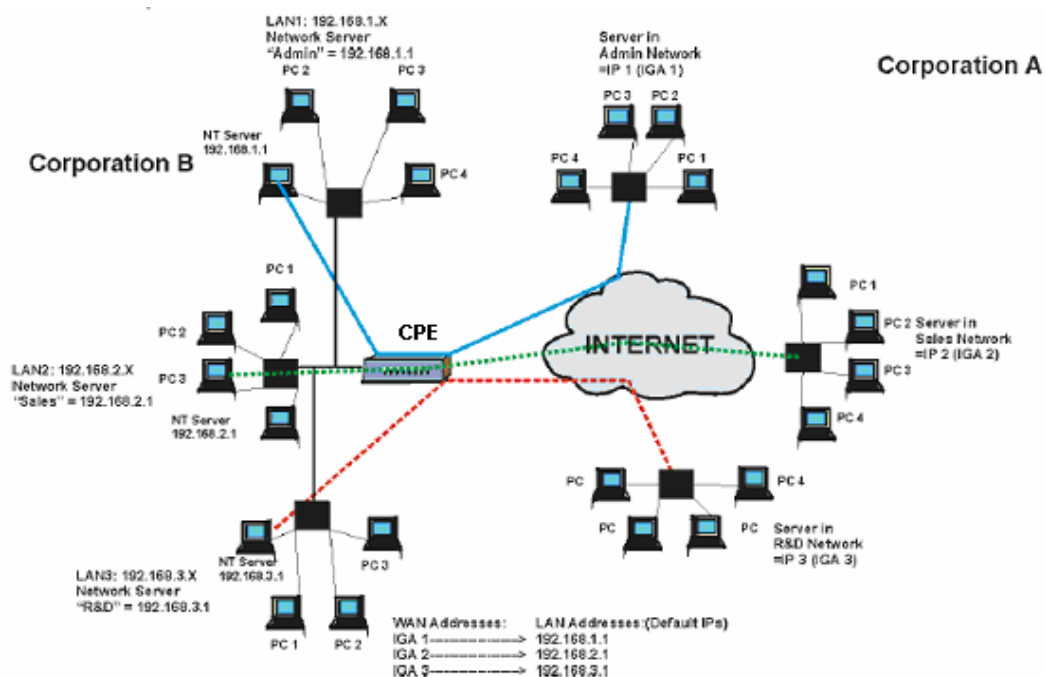 LAN1: 192.168.1.X
Network Server
"Admin" = 192.168.1.1
PC 2
PC 3
NT Server
192.168.1.1
PC 4
Corporation B
Server in
Admin Network
=IP 1 (IGA 1)
Corporation A
PC 3
PC 2
PC 4
PC 1
PC 1
PC 2
PC 3
LAN2: 192.168.2.X
Network Server
"Sales" = 192.168.2.1
NT Server
192.168.2.1
CPE
INTERNET
PC 1
PC 2
Server in
Sales Network
=IP 2 (IGA 2)
PC 3
PC 4
PC
PC 4
PC
PC
Server in
R&D Network
=IP 3 (IGA 3)
NT Server
192.168.3.1
PC 3
LAN3: 192.168.3.X
Network Server
"R&D" = 192.168.3.1
PC 1
PC 2
WAN Addresses: LAN Addresses:(Default IPs)
IGA 1--------------> 192.168.1.1
IGA 2--------------> 192.168.2.1
IGA 3--------------> 192.168.3.1